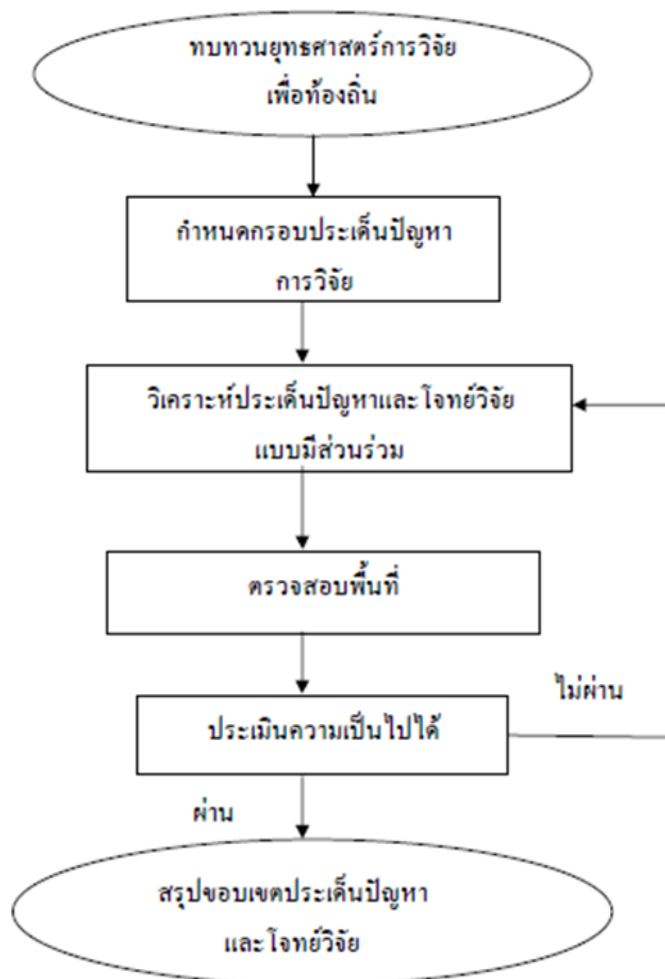 ทบทวนยุทธศาสตร์การวิจัย
เพื่อท้องถิ่น
กำหนดกรอบประเด็นปัญหา
การวิจัย
วิเคราะห์ประเด็นปัญหาและโจทย์วิจัย
แบบมีส่วนร่วม
ตรวจสอบพื้นที่
ไม่ผ่าน
ประเมินความเป็นไปได้
ผ่าน
สรุปขอบเขตประเด็นปัญหา
และโจทย์วิจัย